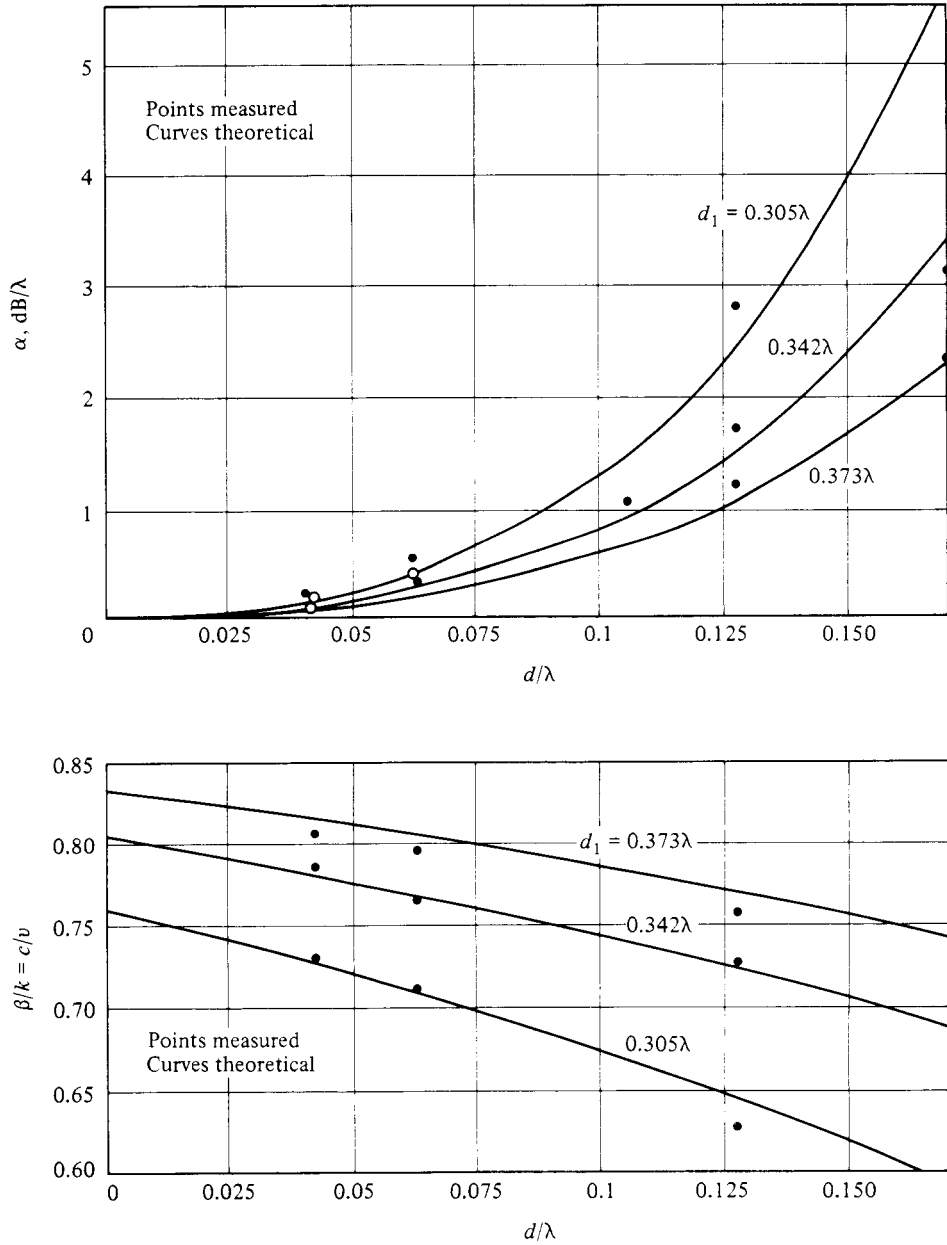 5
4
3
2
1
0
α, dB/λ
Points measured
Curves theoretical
d₁ = 0.305λ
0.342λ
0.373λ
0.025
0.05
0.075
0.1
0.125
0.150
d/λ
0.85
0.80
0.75
0.70
0.65
0.60
β/k = c/v
d₁ = 0.373λ
0.342λ
0.305λ
Points measured
Curves theoretical
0
0.025
0.05
0.075
0.1
0.125
0.150
d/λ